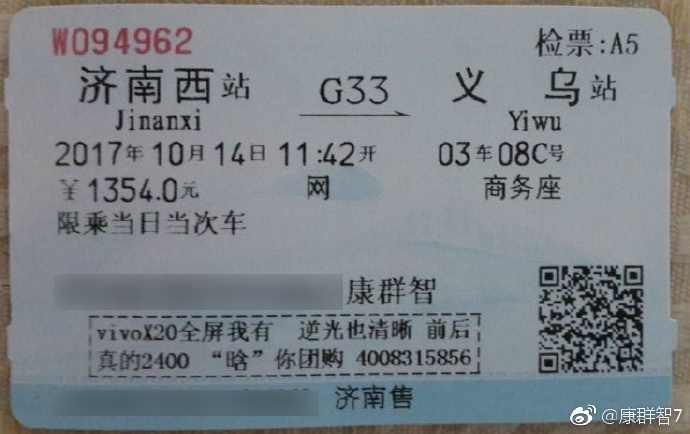 W094962 检票:A5
济南西站 G33 义乌站
Jinanxi Yiwu
2017年10月14日11:42开 03车08C号
￥1354.0元 网 商务座
限乘当日当次车
康群智
vivoX20全屏我有 逆光也清晰 前后
真的2400 “啥”你团购 4008315856
济南售
@康群智7